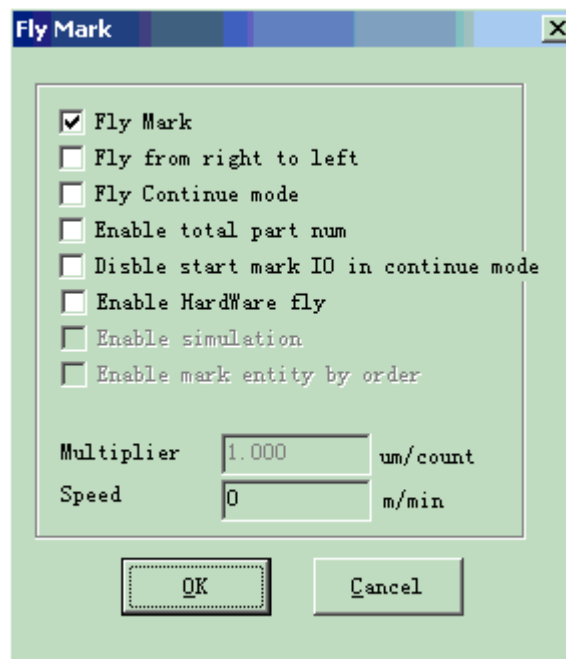 Fly Mark
Fly Mark
Fly from right to left
Fly Continue mode
Enable total part num
Disble start mark IO in continue mode
Enable HardWare fly
Enable simulation
Enable mark entity by order
Multiplier 1.000 um/count
Speed 0 m/min
OK Cancel